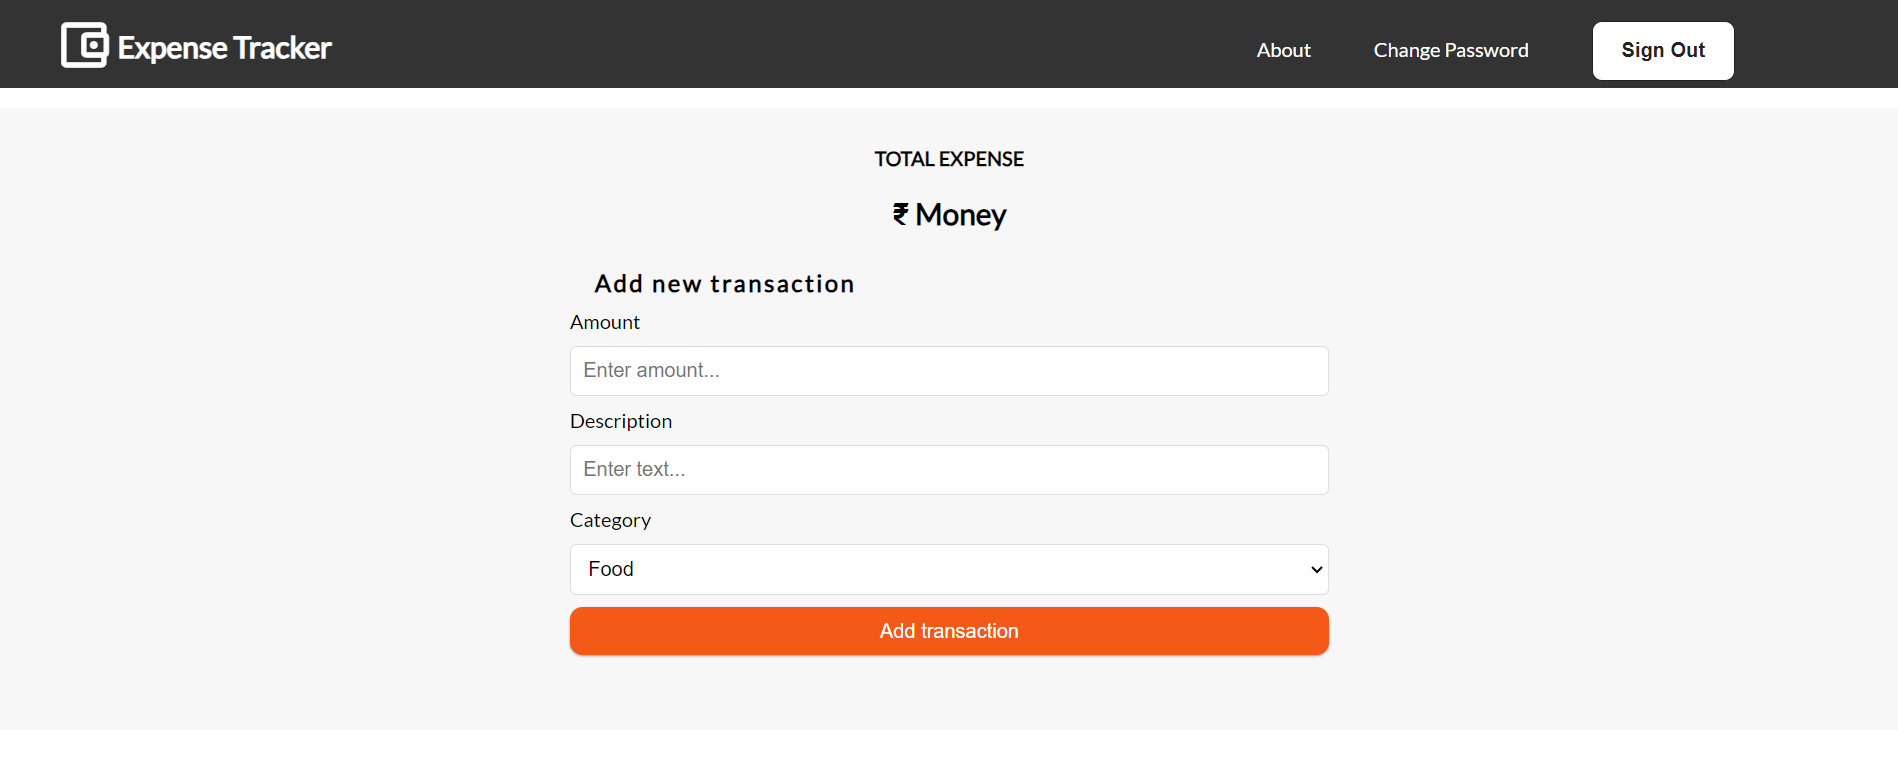 Expense Tracker
About
Change Password
Sign Out
TOTAL EXPENSE
₹ Money
Add new transaction
Amount
Enter amount...
Description
Enter text...
Category
Food
Add transaction